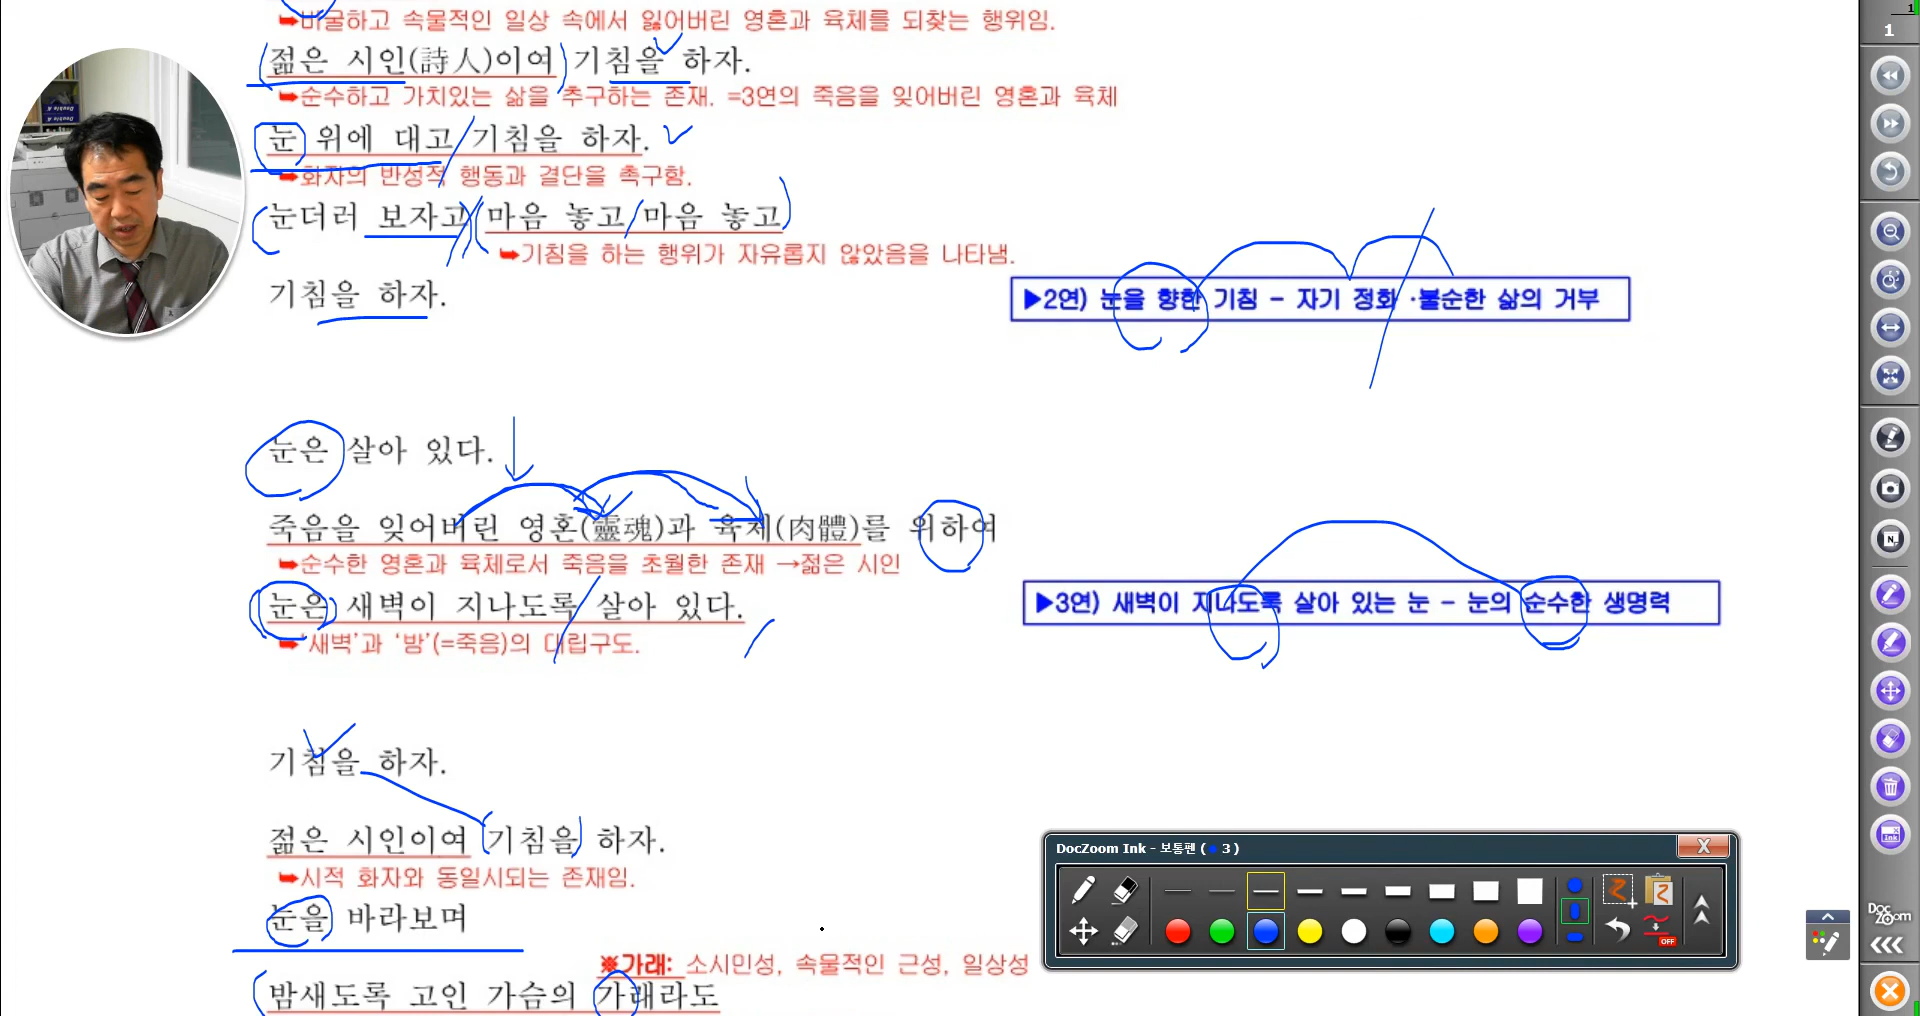 ➡비굴하고 속물적인 일상 속에서 잃어버린 영혼과 육체를 되찾는 행위임.
젊은 시인(詩人)이여 기침을 하자.
➡순수하고 가치있는 삶을 추구하는 존재. =3연의 죽음을 잊어버린 영혼과 육체
눈 위에 대고 기침을 하자.
➡화자의 반성적 행동과 결단을 촉구함.
눈더러 보자고 마음 놓고 마음 놓고
➡기침을 하는 행위가 자유롭지 않았음을 나타냄.
기침을 하자.
▶2연) 눈을 향한 기침 - 자기 정화 ·불순한 삶의 거부
눈은 살아 있다.
죽음을 잊어버린 영혼(靈魂)과 육체(肉體)를 위하여
➡순수한 영혼과 육체로서 죽음을 초월한 존재 →젊은 시인
눈은 새벽이 지나도록 살아 있다.
➡'새벽'과 '밤'(=죽음)의 대립구도.
▶3연) 새벽이 지나도록 살아 있는 눈 - 눈의 순수한 생명력
기침을 하자.
젊은 시인이여 기침을 하자.
➡시적 화자와 동일시되는 존재임.
눈을 바라보며
※가래: 소시민성, 속물적인 근성, 일상성
밤새도록 고인 가슴의 가래라도
DocZoom Ink - 보통펜 ( 3 )
X
OFF
1
1
N
Ink
Doc
Zoom
Double A